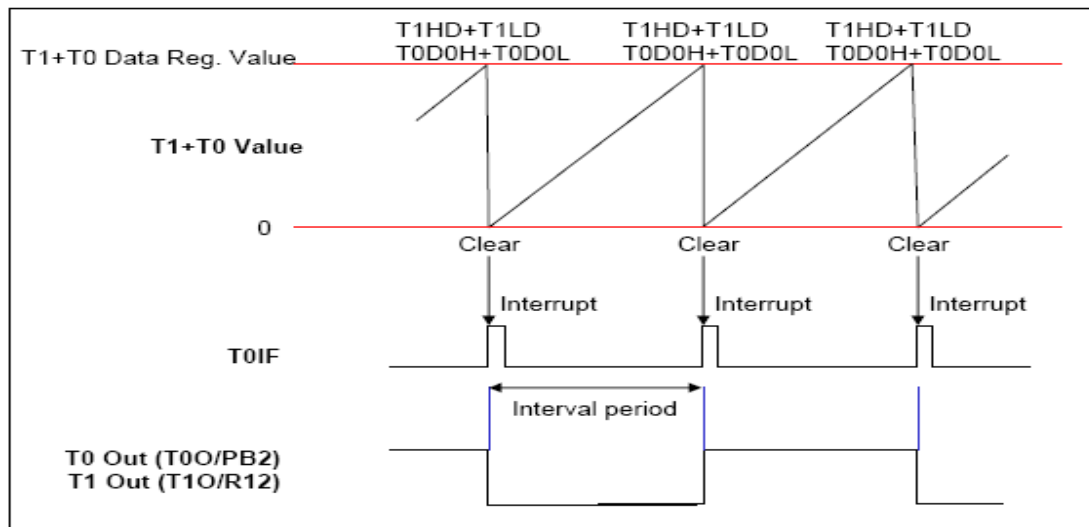 T1HD+T1LD T1HD+T1LD T1HD+T1LD
T1+T0 Data Reg. Value T0D0H+T0D0L T0D0H+T0D0L T0D0H+T0D0L
T1+T0 Value
0
Clear Clear Clear
Interrupt Interrupt Interrupt
T0IF
Interval period
T0 Out (T0O/PB2)
T1 Out (T1O/R12)